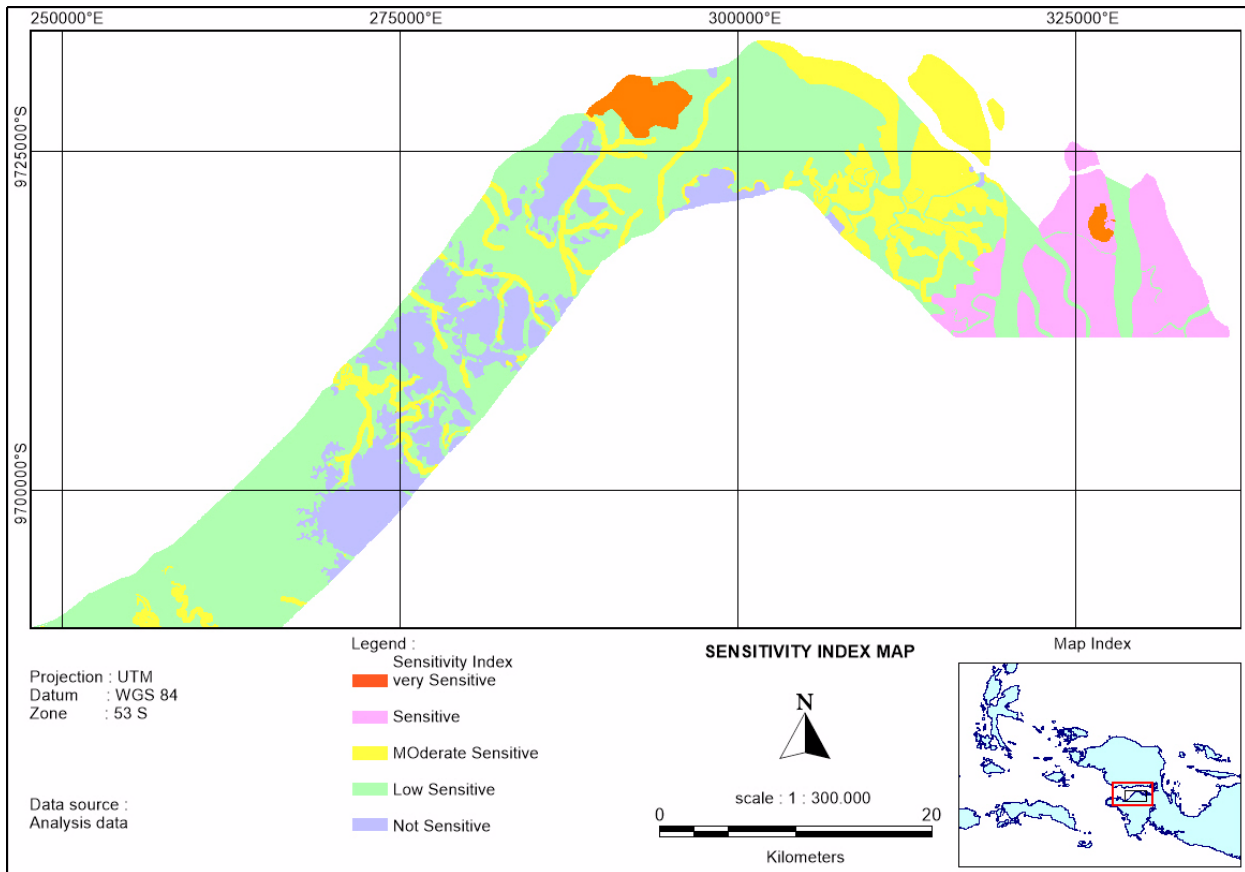 250000°E
275000°E
300000°E
325000°E
9725000°S
9700000°S
Projection : UTM
Datum : WGS 84
Zone : 53 S
Data source :
Analysis data
Legend :
Sensitivity Index
very Sensitive
Sensitive
MOderate Sensitive
Low Sensitive
Not Sensitive
SENSITIVITY INDEX MAP
N
scale : 1 : 300.000
0
20
Kilometers
Map Index